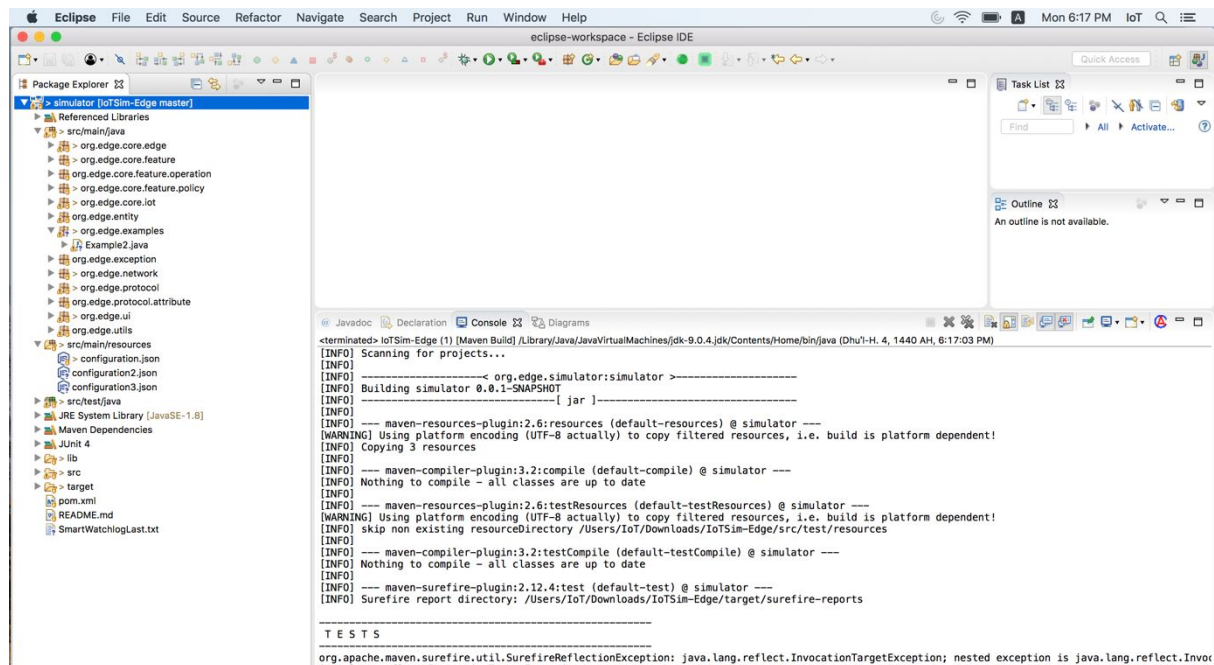 Eclipse File Edit Source Refactor Navigate Search Project Run Window Help Mon 6:17 PM IoT
eclipse-workspace - Eclipse IDE
Quick Access
Package Explorer
> simulator [IoTSim-Edge master]
Referenced Libraries
> src/main/java
> org.edge.core.edge
> org.edge.core.feature
org.edge.core.feature.operation
> org.edge.core.feature.policy
> org.edge.core.iot
org.edge.entity
> org.edge.examples
> Example2.java
org.edge.exception
> org.edge.network
> org.edge.protocol
org.edge.protocol.attribute
> org.edge.ui
> org.edge.utils
> src/main/resources
> configuration.json
configuration2.json
configuration3.json
> src/test/java
JRE System Library [JavaSE-1.8]
Maven Dependencies
JUnit 4
> lib
> src
> target
pom.xml
README.md
SmartWatchlogLast.txt
Task List
Find All Activate...
Outline
An outline is not available.
Javadoc Declaration Console Diagrams
<terminated> IoTSim-Edge (1) [Maven Build] /Library/Java/JavaVirtualMachines/jdk-9.0.4.jdk/Contents/Home/bin/java (Dhu'l-H. 4, 1440 AH, 6:17:03 PM)
[INFO] Scanning for projects...
[INFO]
[INFO] --------------------< org.edge.simulator:simulator >--------------------
[INFO] Building simulator 0.0.1-SNAPSHOT
[INFO] --------------------------------[ jar ]---------------------------------
[INFO]
[INFO] --- maven-resources-plugin:2.6:resources (default-resources) @ simulator ---
[WARNING] Using platform encoding (UTF-8 actually) to copy filtered resources, i.e. build is platform dependent!
[INFO] Copying 3 resources
[INFO]
[INFO] --- maven-compiler-plugin:3.2:compile (default-compile) @ simulator ---
[INFO] Nothing to compile - all classes are up to date
[INFO]
[INFO] --- maven-resources-plugin:2.6:testResources (default-testResources) @ simulator ---
[WARNING] Using platform encoding (UTF-8 actually) to copy filtered resources, i.e. build is platform dependent!
[INFO] skip non existing resourceDirectory /Users/IoT/Downloads/IoTSim-Edge/src/test/resources
[INFO]
[INFO] --- maven-compiler-plugin:3.2:testCompile (default-testCompile) @ simulator ---
[INFO] Nothing to compile - all classes are up to date
[INFO]
[INFO] --- maven-surefire-plugin:2.12.4:test (default-test) @ simulator ---
[INFO] Surefire report directory: /Users/IoT/Downloads/IoTSim-Edge/target/surefire-reports
-------------------------------------------------------
T E S T S
-------------------------------------------------------
org.apache.maven.surefire.util.SurefireReflectionException: java.lang.reflect.InvocationTargetException; nested exception is java.lang.reflect.Invoc